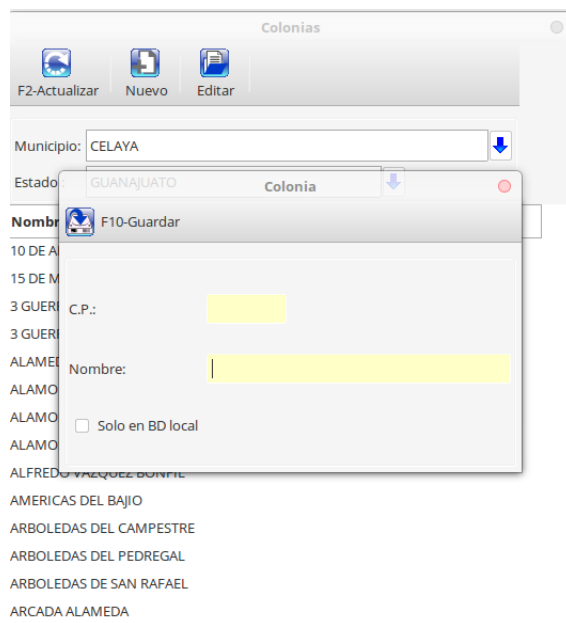 Colonias
F2-Actualizar Nuevo Editar
Municipio: CELAYA
Estado: GUANAJUATO
Colonia
F10-Guardar
Nombr
10 DE A
15 DE M
3 GUER
3 GUER
ALAMED
ALAMO
ALAMO
ALAMO
C.P.:
Nombre:
Solo en BD local
ALFREDO VAZQUEZ BONFIL
AMERICAS DEL BAJIO
ARBOLEDAS DEL CAMPESTRE
ARBOLEDAS DEL PEDREGAL
ARBOLEDAS DE SAN RAFAEL
ARCADA ALAMEDA